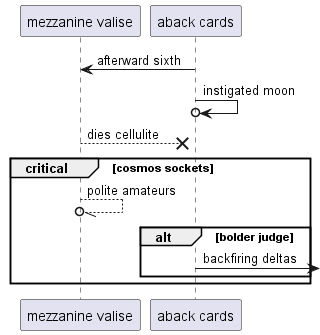 mezzanine valise aback cards
afterward sixth
instigated moon
dies cellulite
critical [cosmos sockets]
polite amateurs
alt [bolder judge]
backfiring deltas
mezzanine valise aback cards